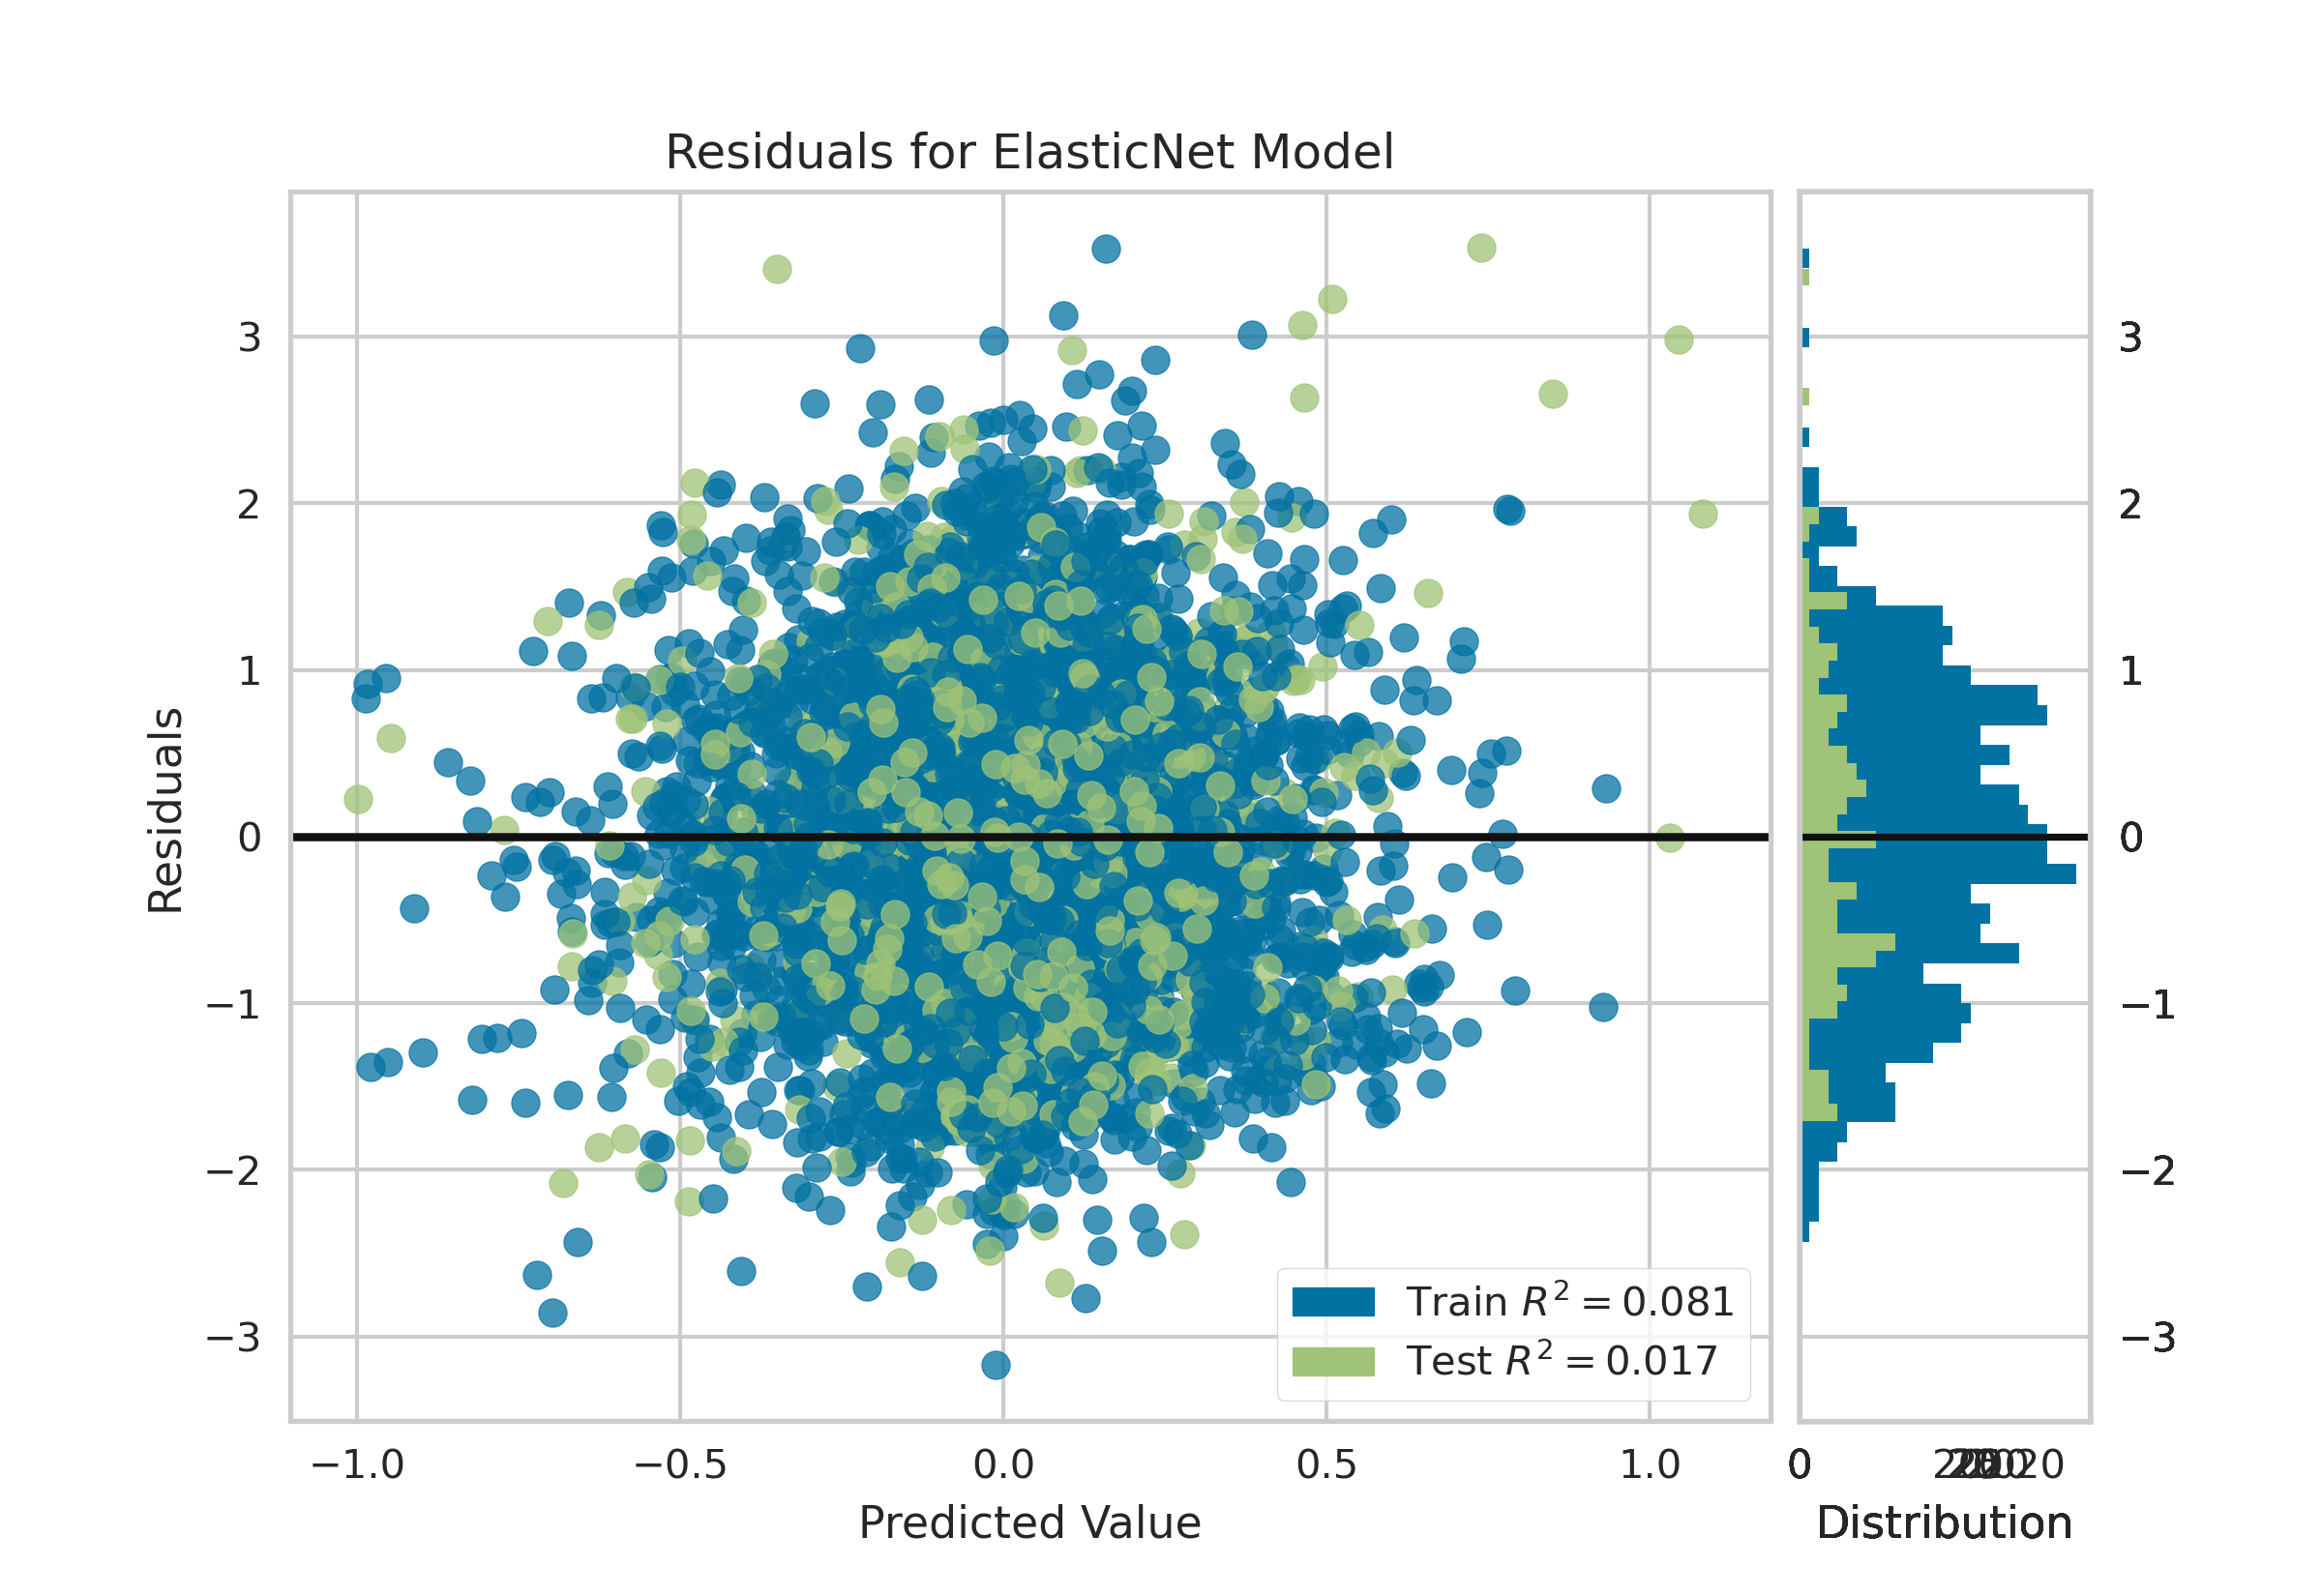 Residuals for ElasticNet Model
Residuals
3
2
1
0
−1
−2
−3
3
2
1
0
−1
−2
−3
Train R² = 0.081
Test R² = 0.017
−1.0 −0.5 0.0 0.5 1.0
0
Predicted Value
Distribution